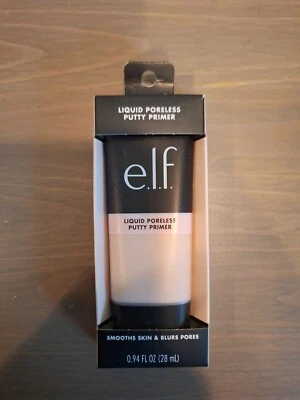 LIQUID PORELESS
PUTTY PRIMER
e.l.f.
LIQUID PORELESS
PUTTY PRIMER
SMOOTHS SKIN & BLURS PORES
0.94 FL OZ (28 mL)